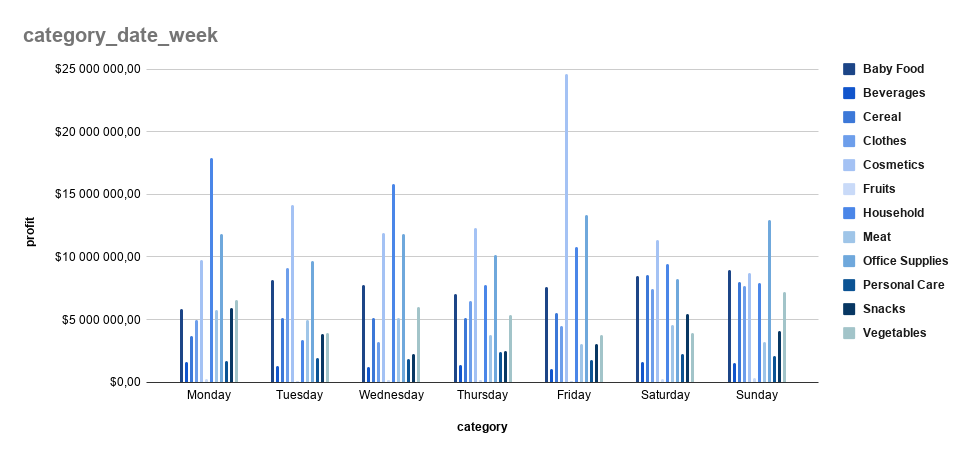 category_date_week
$25 000 000,00
$20 000 000,00
$15 000 000,00
$10 000 000,00
$5 000 000,00
$0,00
profit
Monday Tuesday Wednesday Thursday Friday Saturday Sunday
category
Baby Food
Beverages
Cereal
Clothes
Cosmetics
Fruits
Household
Meat
Office Supplies
Personal Care
Snacks
Vegetables